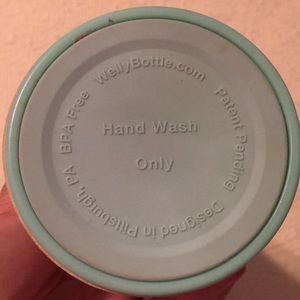 WellyBottle.com
Patent Pending
Designed in Pittsburgh, PA
BPA Free
Hand Wash
Only